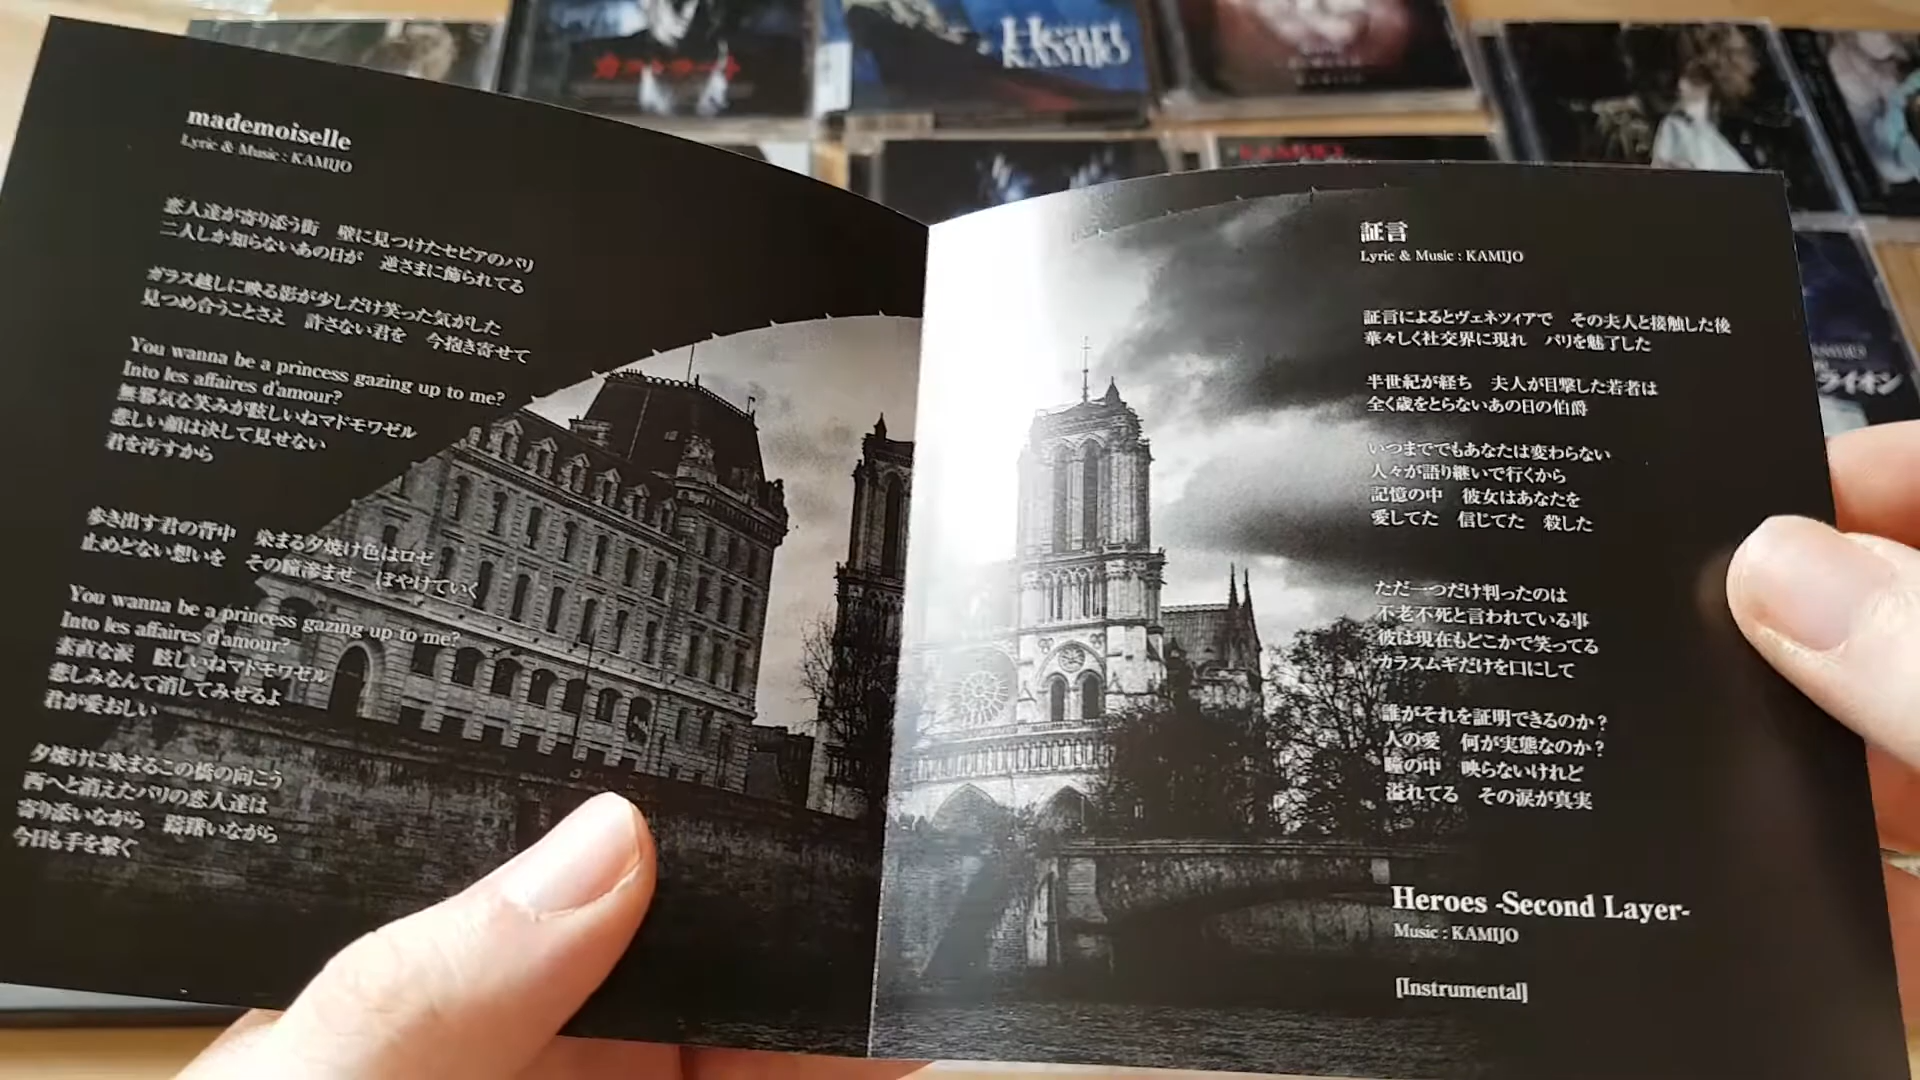 Heart
KAMIJO
ライオン
mademoiselle
Lyric & Music : KAMIJO
恋人達が寄り添う街　壁に見つけたセピアのパリ
二人しか知らないあの日が　逆さまに飾られてる
ガラス越しに映る影が少しだけ笑った気がした
見つめ合うことさえ　許さない君を　今抱き寄せて
You wanna be a princess gazing up to me?
Into les affaires d'amour?
無邪気な笑みが眩しいねマドモワゼル
悲しい顔は決して見せない
君を汚すから
歩き出す君の背中　染まる夕焼け色はロゼ
止めどない想いを　その瞳滲ませ　ぼやけていく
You wanna be a princess gazing up to me?
Into les affaires d'amour?
素直な涙　眩しいねマドモワゼル
悲しみなんて消してみせるよ
君が愛おしい
夕焼けに染まるこの橋の向こう
西へと消えたパリの恋人達は
寄り添いながら　躊躇いながら
今日も手を繋ぐ
証言
Lyric & Music : KAMIJO
証言によるとヴェネツィアで　その夫人と接触した後
華々しく社交界に現れ　パリを魅了した
半世紀が経ち　夫人が目撃した若者は
全く歳をとらないあの日の伯爵
いつまででもあなたは変わらない
人々が語り継いで行くから
記憶の中　彼女はあなたを
愛してた　信じてた　殺した
ただ一つだけ判ったのは
不老不死と言われている事
彼は現在もどこかで笑ってる
カラスムギだけを口にして
誰がそれを証明できるのか？
人の愛　何が実態なのか？
瞳の中　映らないけれど
溢れてる　その涙が真実
Heroes -Second Layer-
Music : KAMIJO
[Instrumental]